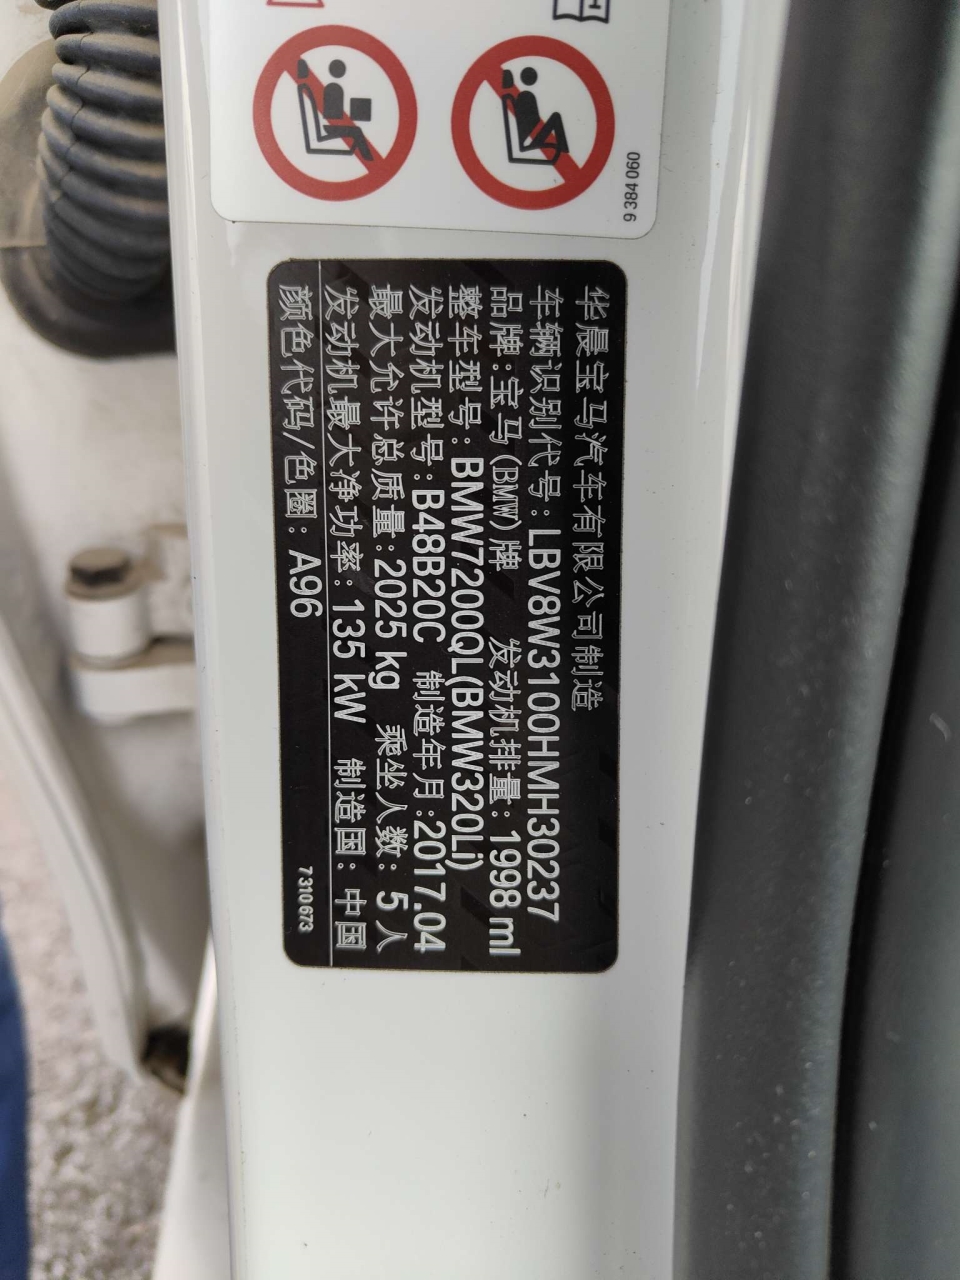 9 384 060
华晨宝马汽车有限公司制造
车辆识别代号:LBV8W3100HMH30237
品牌:宝马(BMW)牌 发动机排量:1998 ml
整车型号:BMW7200QL(BMW320Li)
发动机型号:B48B20C 制造年月:2017.04
最大允许总质量:2025 kg 乘坐人数:5人
发动机最大净功率:135 kW 制造国:中国
颜色代码/色圈:A96 7 310 673